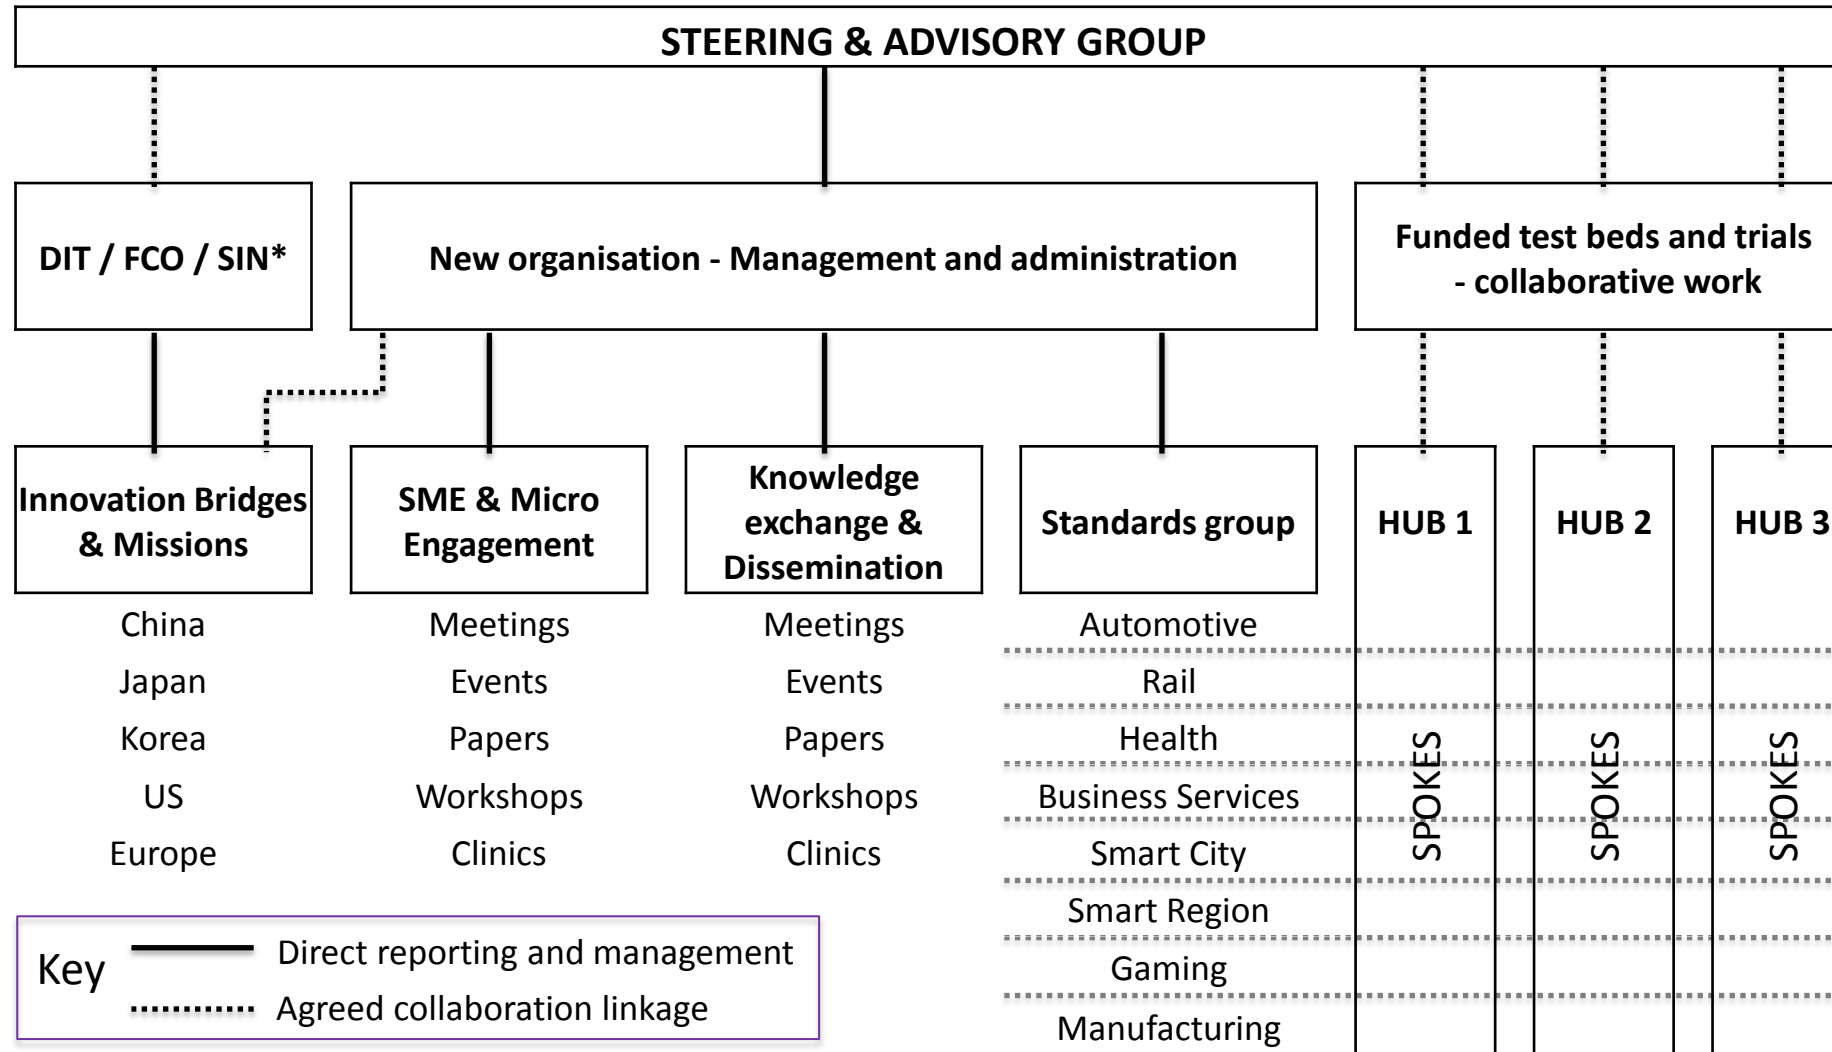 STEERING & ADVISORY GROUP
DIT / FCO / SIN*
New organisation - Management and administration
Funded test beds and trials
- collaborative work
Innovation Bridges
& Missions
SME & Micro
Engagement
Knowledge
exchange &
Dissemination
Standards group
HUB 1
HUB 2
HUB 3
China
Japan
Korea
US
Europe
Meetings
Events
Papers
Workshops
Clinics
Meetings
Events
Papers
Workshops
Clinics
Automotive
Rail
Health
Business Services
Smart City
Smart Region
Gaming
Manufacturing
SPOKES
SPOKES
SPOKES
Key
Direct reporting and management
Agreed collaboration linkage